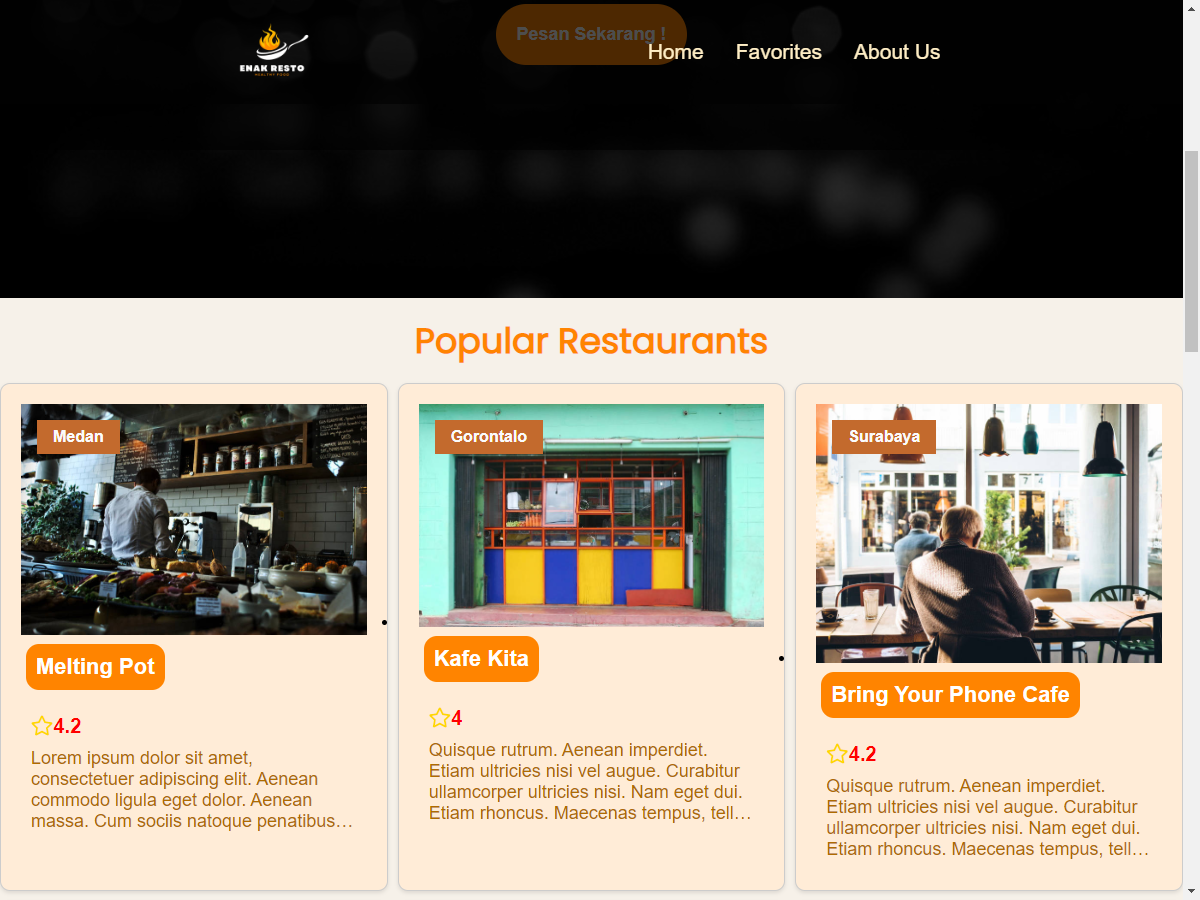 Pesan Sekarang !
ENAK RESTO
HEALTHY FOOD
Home
Favorites
About Us
Popular Restaurants
Medan
Melting Pot
4.2
Lorem ipsum dolor sit amet,
consectetuer adipiscing elit. Aenean
commodo ligula eget dolor. Aenean
massa. Cum sociis natoque penatibus…
Gorontalo
Kafe Kita
4
Quisque rutrum. Aenean imperdiet.
Etiam ultricies nisi vel augue. Curabitur
ullamcorper ultricies nisi. Nam eget dui.
Etiam rhoncus. Maecenas tempus, tell…
Surabaya
Bring Your Phone Cafe
4.2
Quisque rutrum. Aenean imperdiet.
Etiam ultricies nisi vel augue. Curabitur
ullamcorper ultricies nisi. Nam eget dui.
Etiam rhoncus. Maecenas tempus, tell…